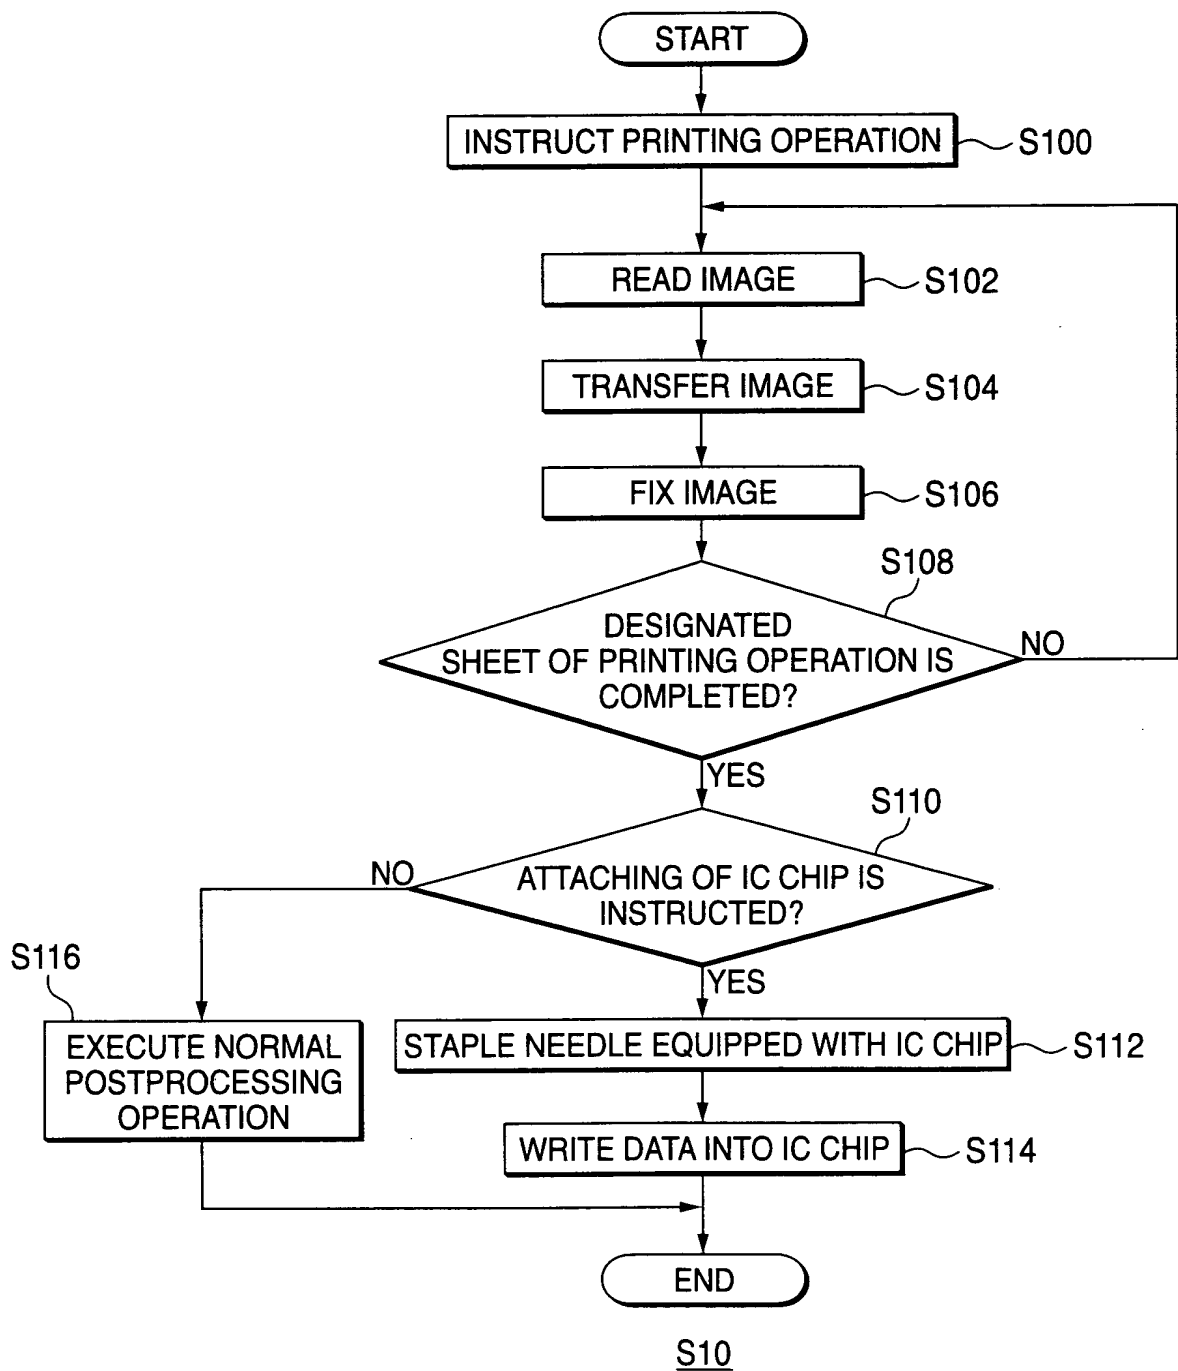 START
INSTRUCT PRINTING OPERATION
S100
READ IMAGE
S102
TRANSFER IMAGE
S104
FIX IMAGE
S106
S108
DESIGNATED
SHEET OF PRINTING OPERATION IS
COMPLETED?
NO
YES
S110
ATTACHING OF IC CHIP IS
INSTRUCTED?
NO
YES
S116
EXECUTE NORMAL
POSTPROCESSING
OPERATION
STAPLE NEEDLE EQUIPPED WITH IC CHIP
S112
WRITE DATA INTO IC CHIP
S114
END
S10